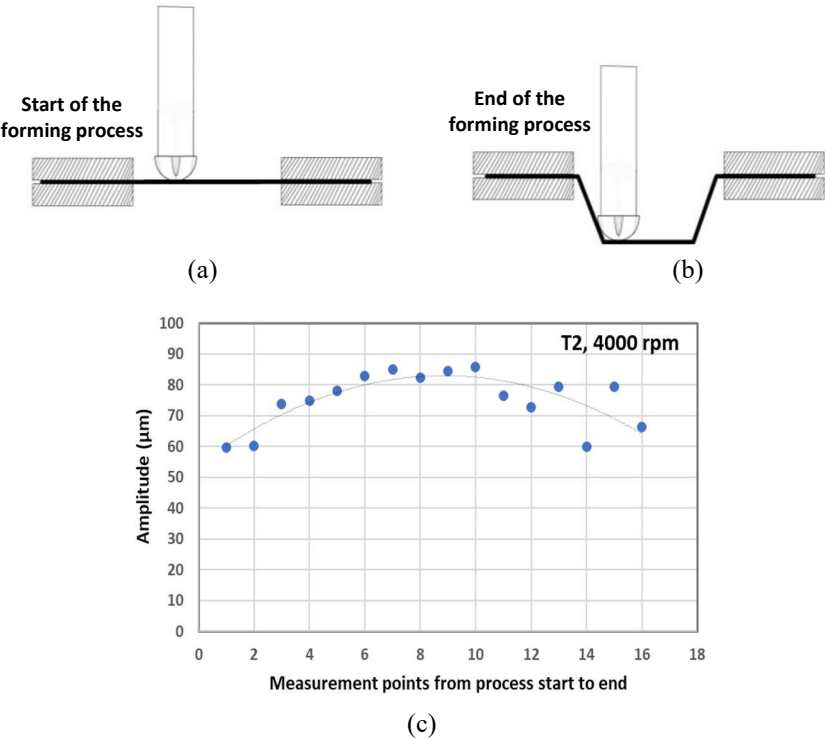 Start of the
forming process
End of the
forming process
(a)
(b)
T2, 4000 rpm
100
90
80
70
60
50
40
30
20
10
0
Amplitude (µm)
0 2 4 6 8 10 12 14 16 18
Measurement points from process start to end
(c)